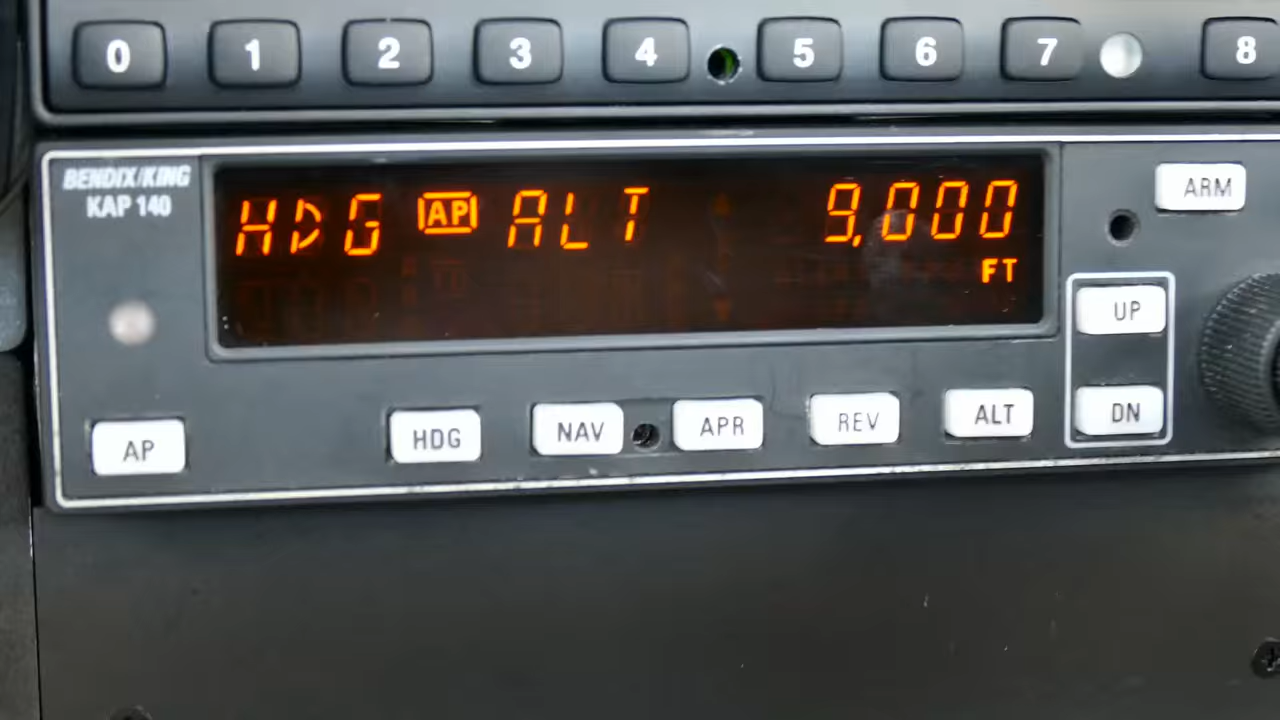 0 1 2 3 4 5 6 7 8
BENDIX/KING
KAP 140
HDG AP ALT 9,000
FT
ARM
UP
DN
AP HDG NAV APR REV ALT